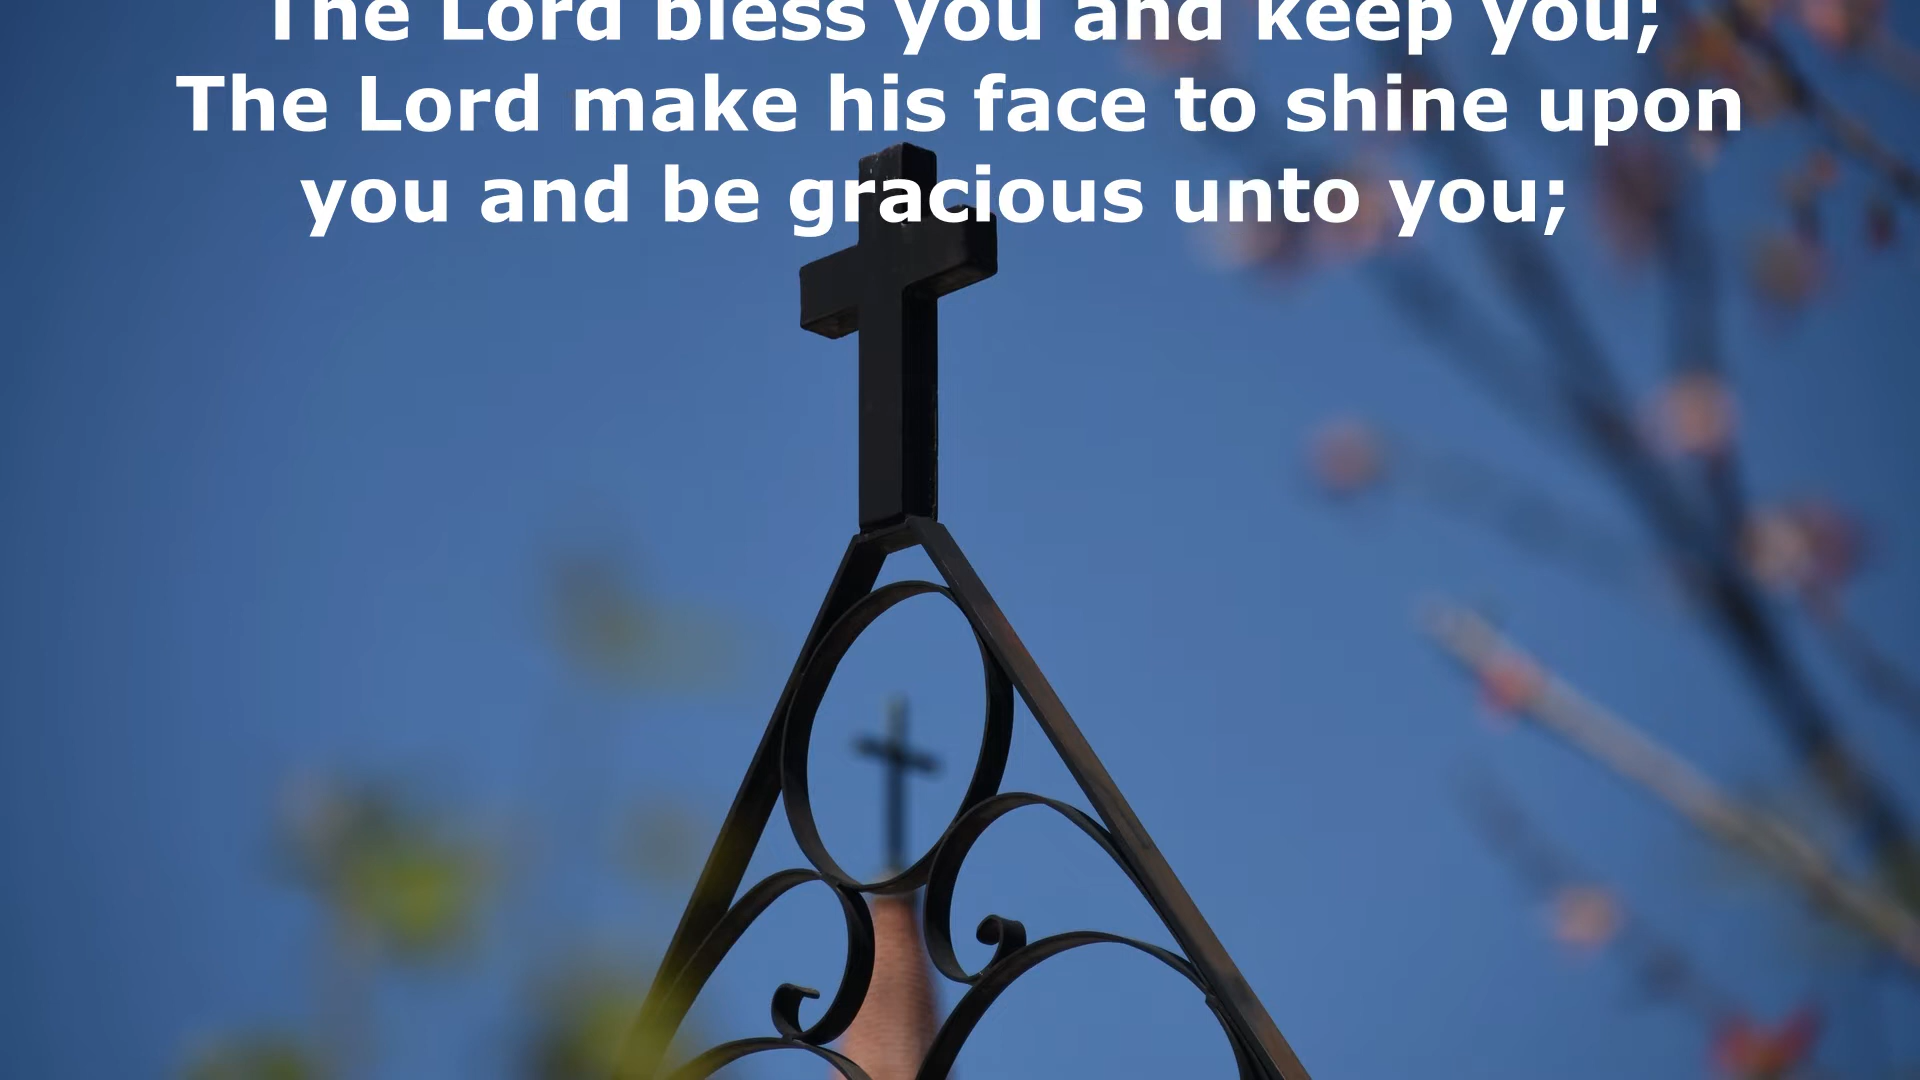 The Lord bless you and keep you;
The Lord make his face to shine upon
you and be gracious unto you;